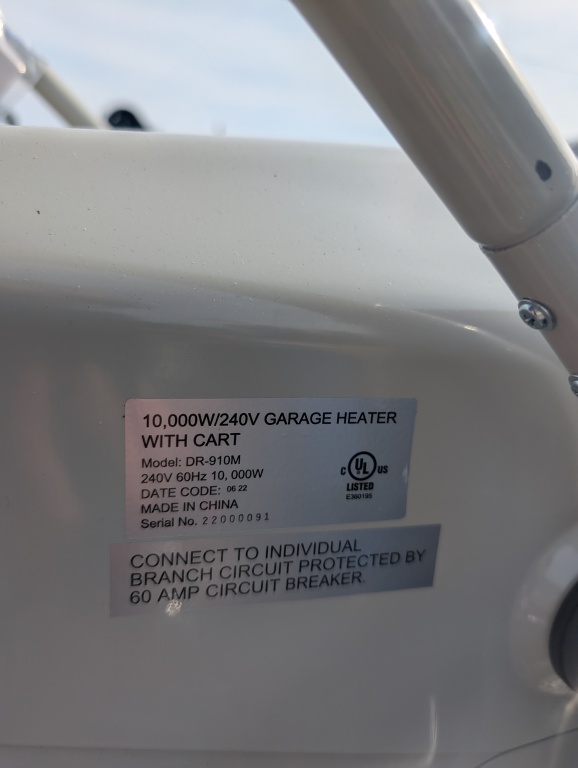 10,000W/240V GARAGE HEATER
WITH CART
Model: DR-910M
240V 60Hz 10, 000W
DATE CODE: 06 22
MADE IN CHINA
Serial No. 22000091
C UL US
LISTED
E360195
CONNECT TO INDIVIDUAL
BRANCH CIRCUIT PROTECTED BY
60 AMP CIRCUIT BREAKER.